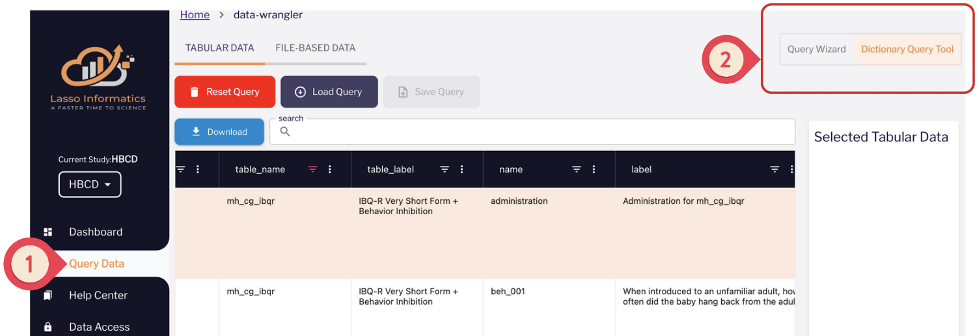 Home > data-wrangler
TABULAR DATA FILE-BASED DATA
2
Query Wizard Dictionary Query Tool
Reset Query Load Query Save Query
Lasso Informatics
A FASTER TIME TO SCIENCE
search
Download
Selected Tabular Data
Current Study:HBCD
HBCD
table_name table_label name label
mh_cg_ibqr IBQ-R Very Short Form + administration Administration for mh_cg_ibqr
Behavior Inhibition
Dashboard
1
Query Data
Help Center
mh_cg_ibqr IBQ-R Very Short Form + beh_001 When introduced to an unfamiliar adult, how
Behavior Inhibition often did the baby hang back from the adul
Data Access